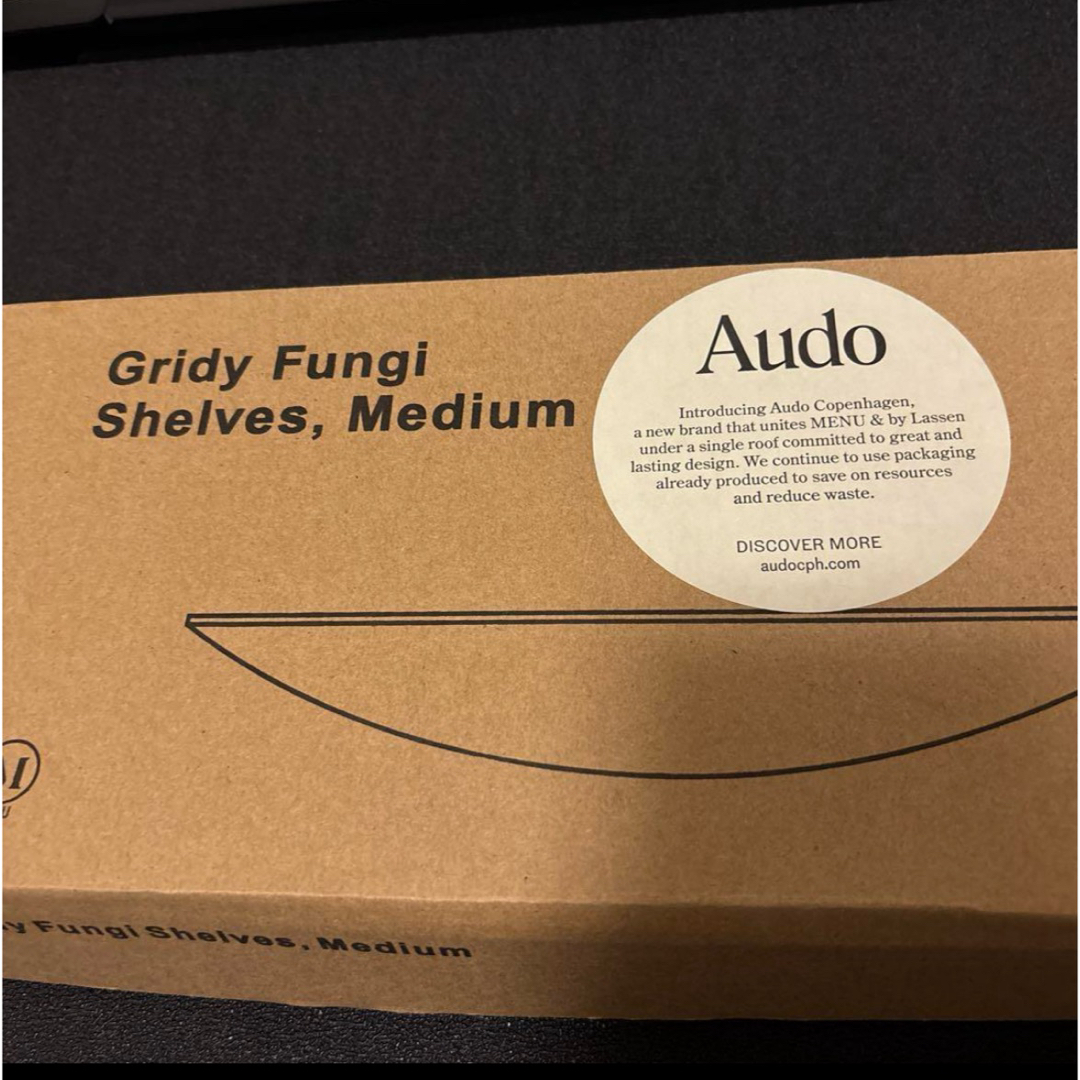 Gridy Fungi
Shelves, Medium
Audo
Introducing Audo Copenhagen,
a new brand that unites MENU & by Lassen
under a single roof committed to great and
lasting design. We continue to use packaging
already produced to save on resources
and reduce waste.
DISCOVER MORE
audocph.com
Fungi Shelves, Medium